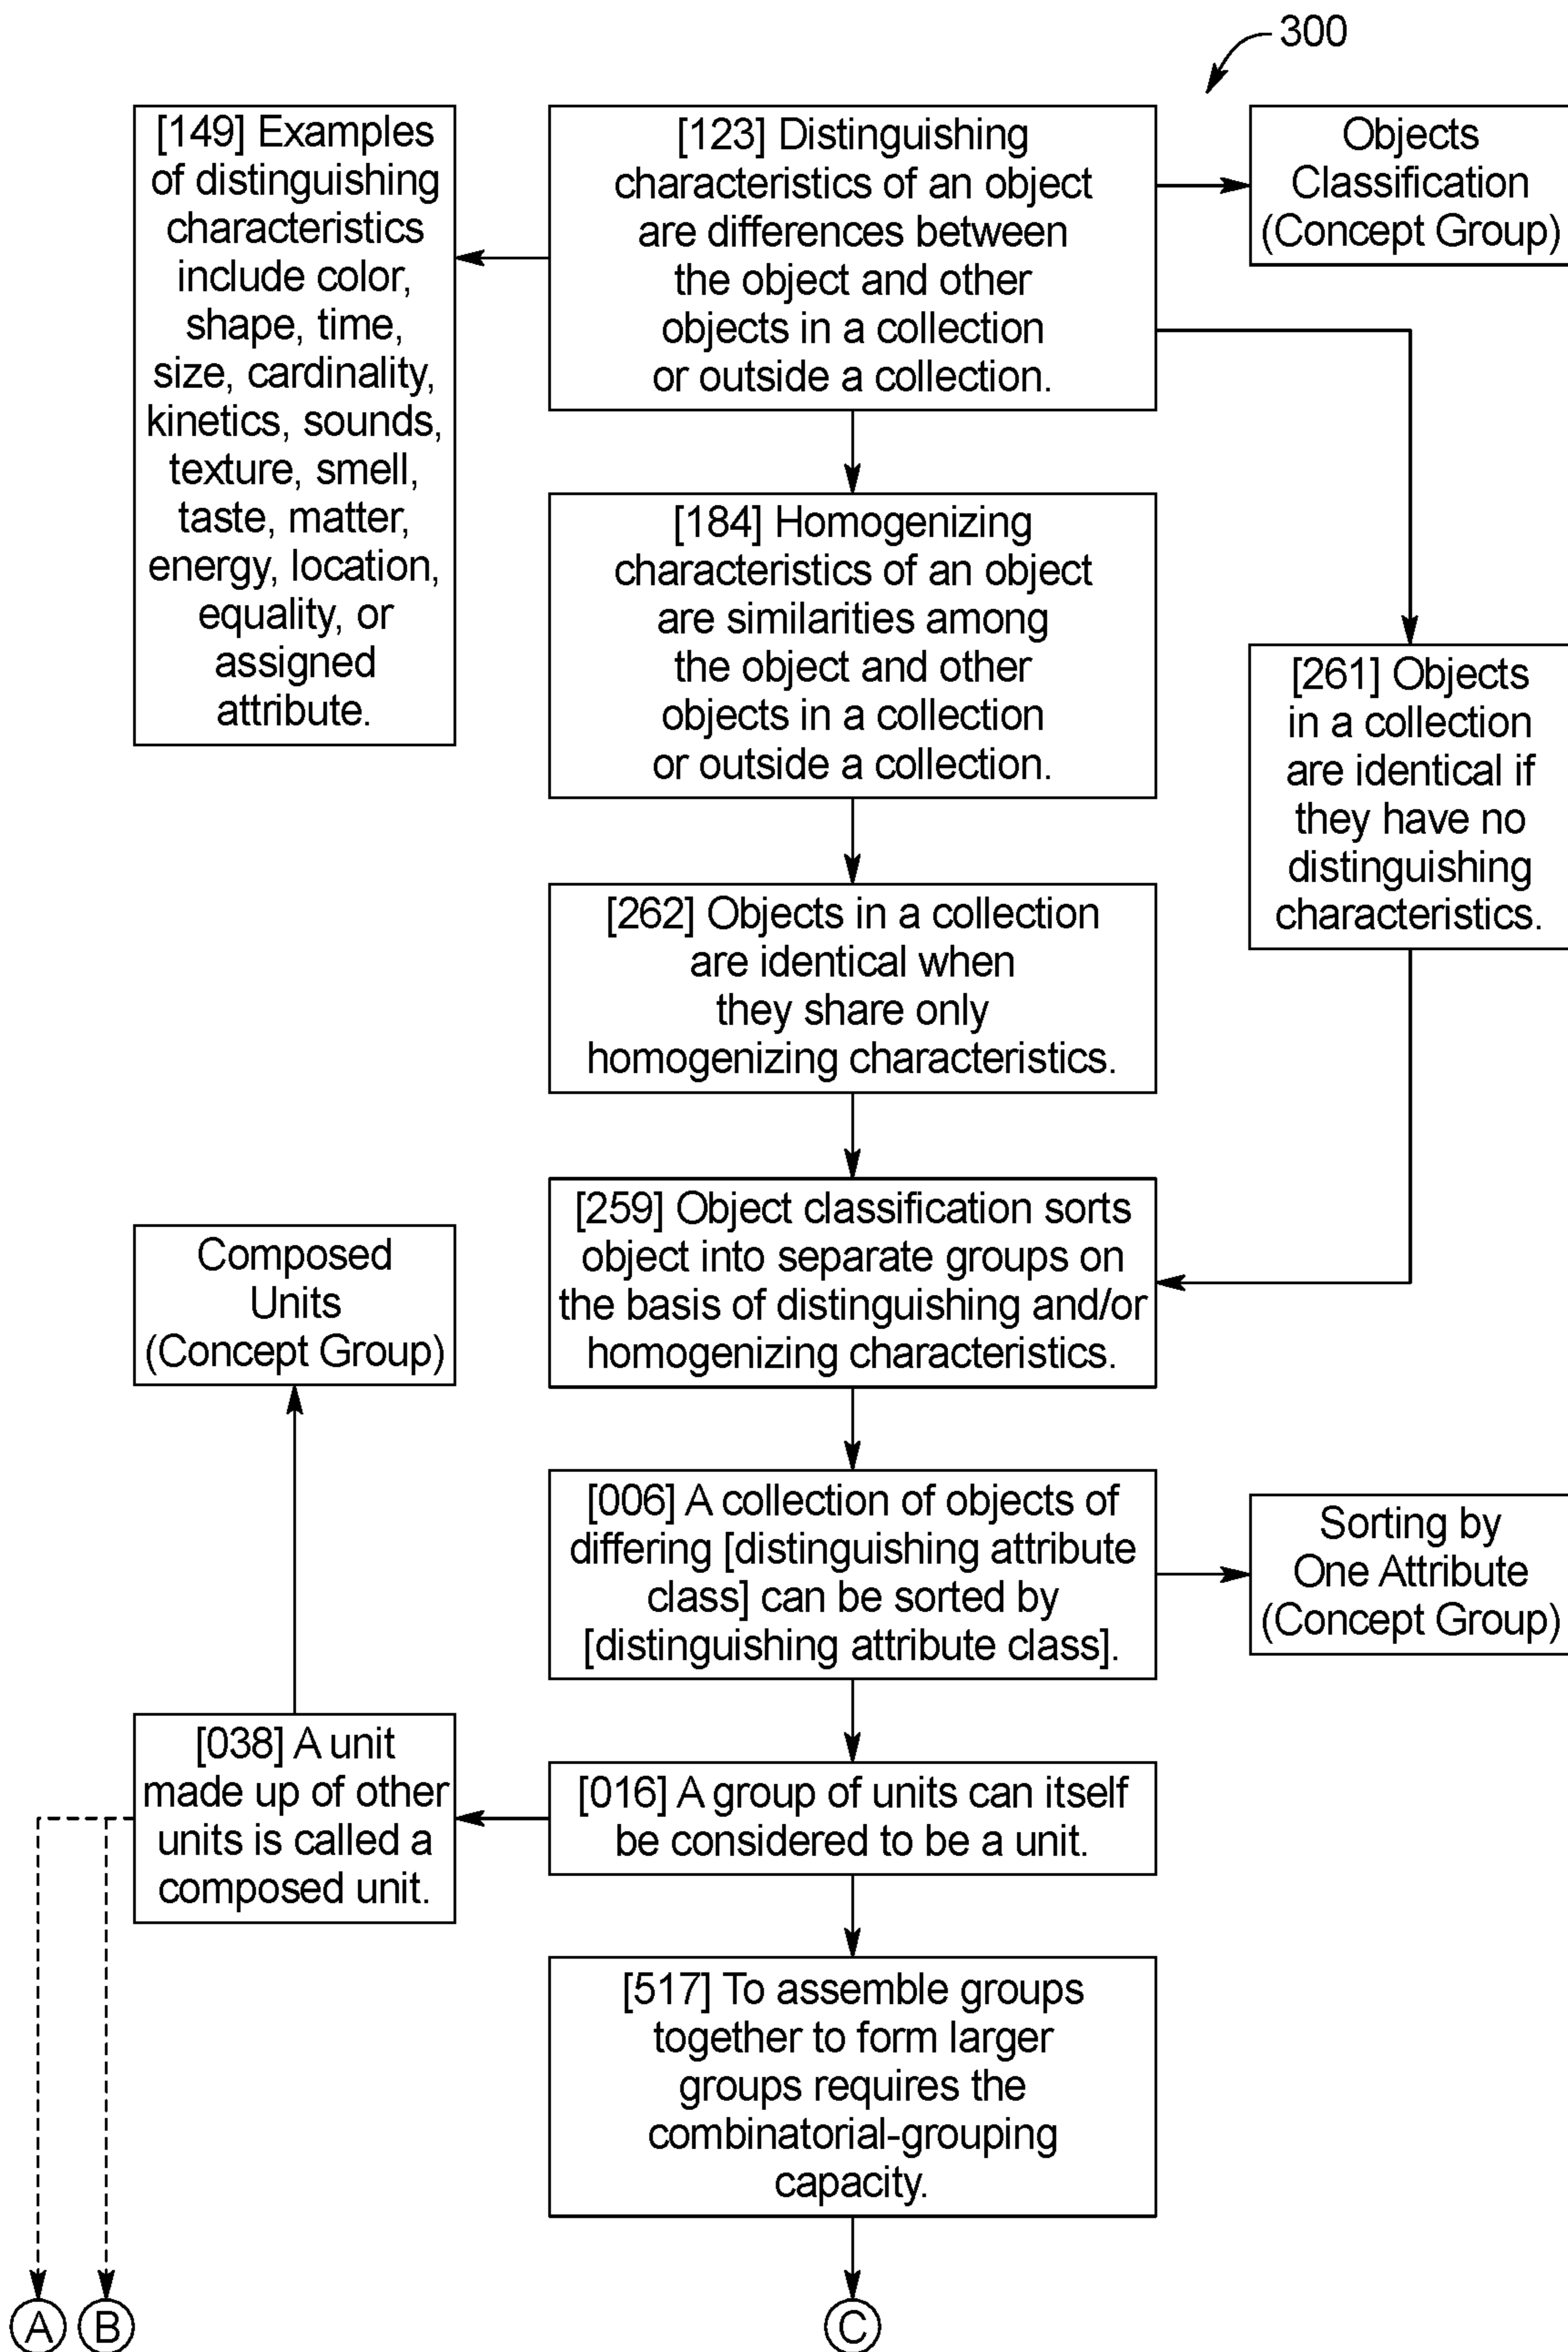 300
[149] Examples
of distinguishing
characteristics
include color,
shape, time,
size, cardinality,
kinetics, sounds,
texture, smell,
taste, matter,
energy, location,
equality, or
assigned
attribute.
[123] Distinguishing
characteristics of an object
are differences between
the object and other
objects in a collection
or outside a collection.
Objects
Classification
(Concept Group)
[184] Homogenizing
characteristics of an object
are similarities among
the object and other
objects in a collection
or outside a collection.
[261] Objects
in a collection
are identical if
they have no
distinguishing
characteristics.
[262] Objects in a collection
are identical when
they share only
homogenizing characteristics.
[259] Object classification sorts
object into separate groups on
the basis of distinguishing and/or
homogenizing characteristics.
Composed
Units
(Concept Group)
[006] A collection of objects of
differing [distinguishing attribute
class] can be sorted by
[distinguishing attribute class].
Sorting by
One Attribute
(Concept Group)
[038] A unit
made up of other
units is called a
composed unit.
[016] A group of units can itself
be considered to be a unit.
[517] To assemble groups
together to form larger
groups requires the
combinatorial-grouping
capacity.
A
B
C